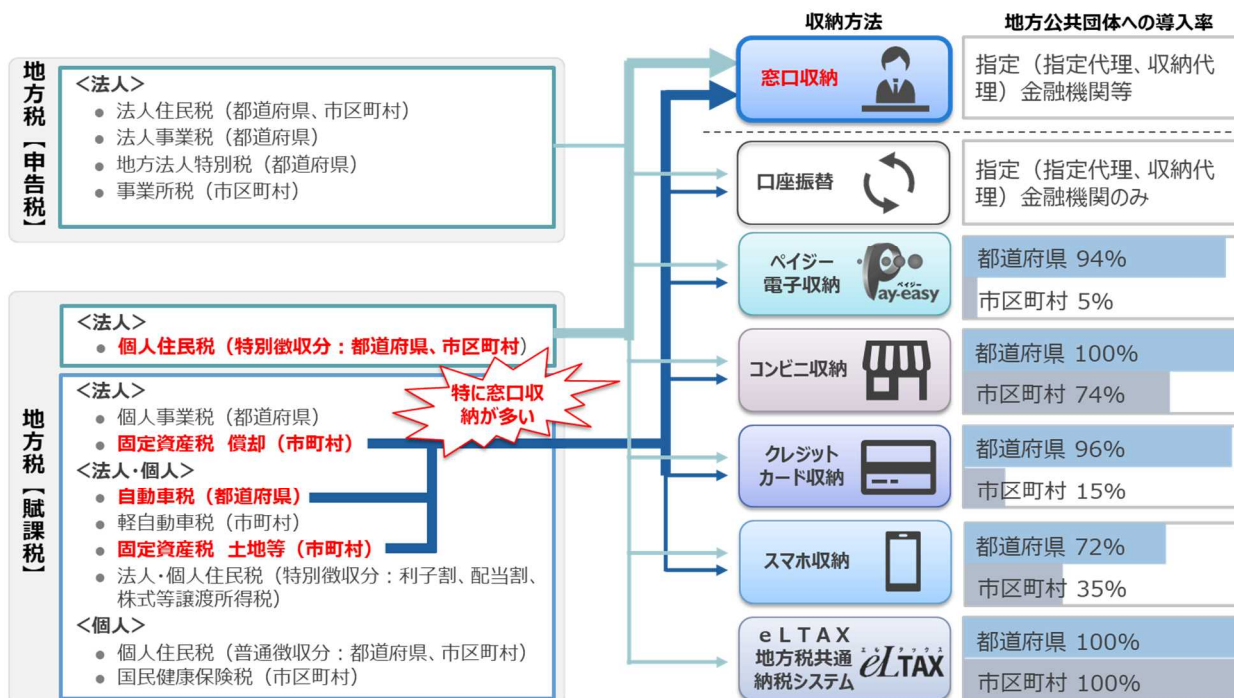 収納方法
地方公共団体への導入率
地方税【申告税】
<法人>
● 法人住民税(都道府県、市区町村)
● 法人事業税(都道府県)
● 地方法人特別税(都道府県)
● 事業所税(市区町村)
地方税【賦課税】
<法人>
● 個人住民税(特別徴収分:都道府県、市区町村)
<法人>
● 個人事業税(都道府県)
● 固定資産税 償却(市町村)
<法人・個人>
● 自動車税(都道府県)
● 軽自動車税(市町村)
● 固定資産税 土地等(市町村)
● 法人・個人住民税(特別徴収分:利子割、配当割、
株式等譲渡所得税)
<個人>
● 個人住民税(普通徴収分:都道府県、市区町村)
● 国民健康保険税(市区町村)
特に窓口収
納が多い
窓口収納
指定(指定代理、収納代
理)金融機関等
口座振替
指定(指定代理、収納代
理)金融機関のみ
ペイジー
電子収納
ペイジー
Pay-easy
都道府県 94%
市区町村 5%
コンビニ収納
都道府県 100%
市区町村 74%
クレジット
カード収納
都道府県 96%
市区町村 15%
スマホ収納
都道府県 72%
市区町村 35%
eLTAX
地方税共通
納税システム
エルタックス
eLTAX
都道府県 100%
市区町村 100%